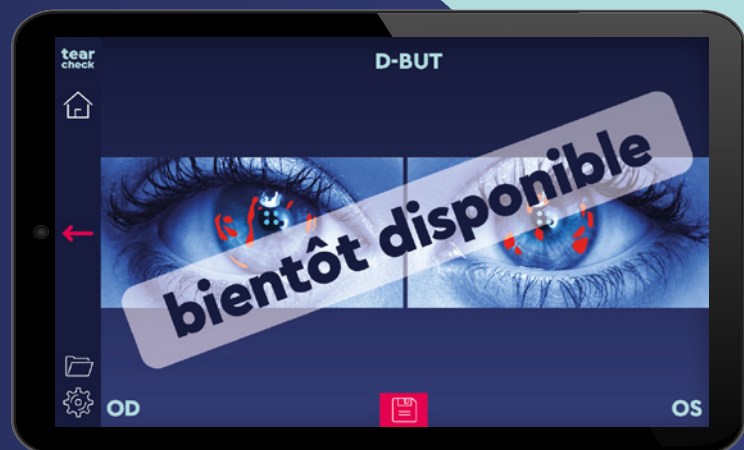 tear
check
D-BUT
bientôt disponible
OD
OS